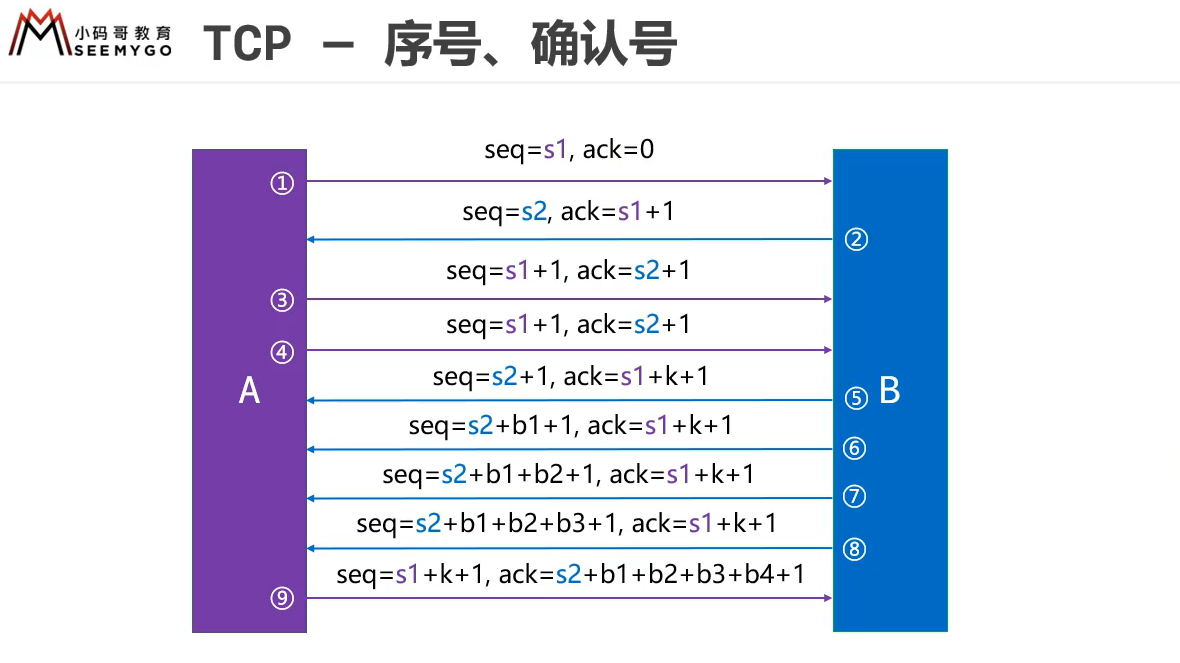 小码哥教育
SEEMYGO
TCP – 序号、确认号
seq=s1, ack=0
①
seq=s2, ack=s1+1
②
seq=s1+1, ack=s2+1
③
seq=s1+1, ack=s2+1
④
seq=s2+1, ack=s1+k+1
A
⑤
B
seq=s2+b1+1, ack=s1+k+1
⑥
seq=s2+b1+b2+1, ack=s1+k+1
⑦
seq=s2+b1+b2+b3+1, ack=s1+k+1
⑧
seq=s1+k+1, ack=s2+b1+b2+b3+b4+1
⑨